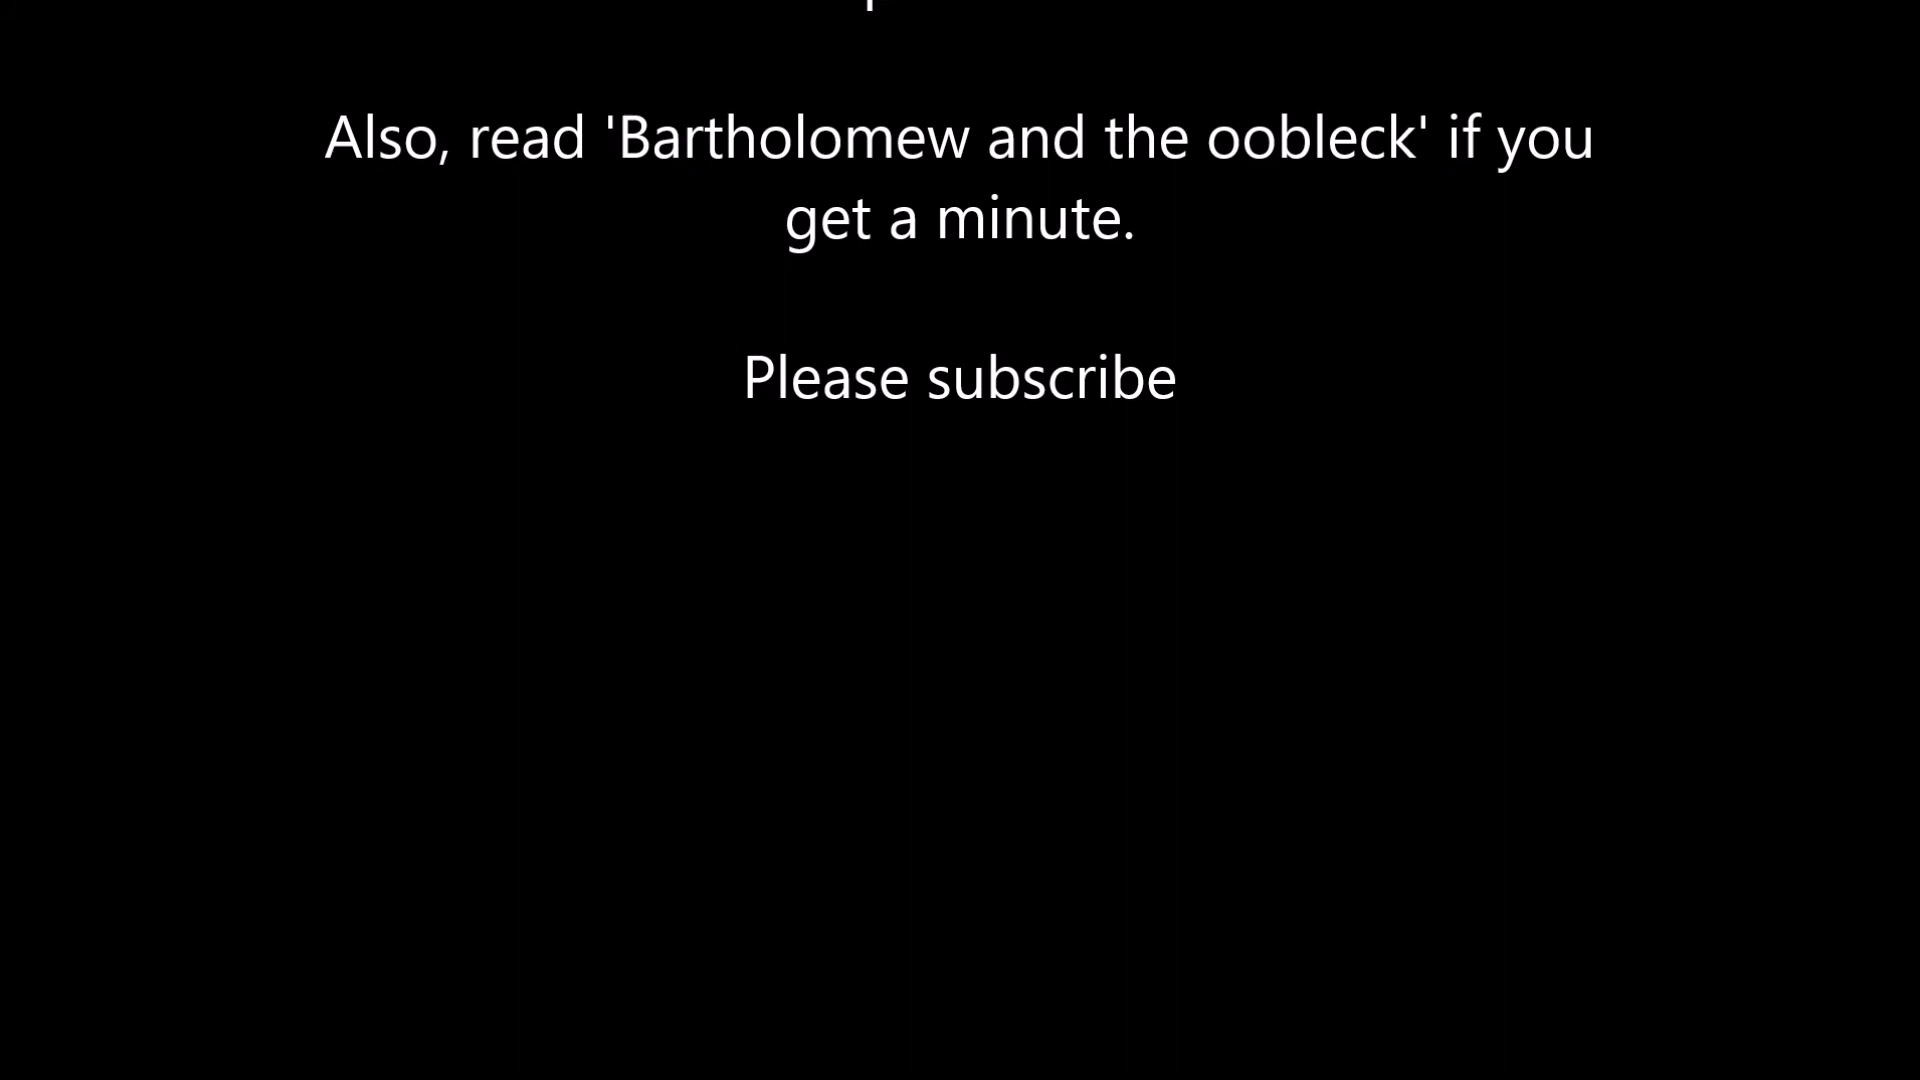 Also, read 'Bartholomew and the oobleck' if you
get a minute.
Please subscribe